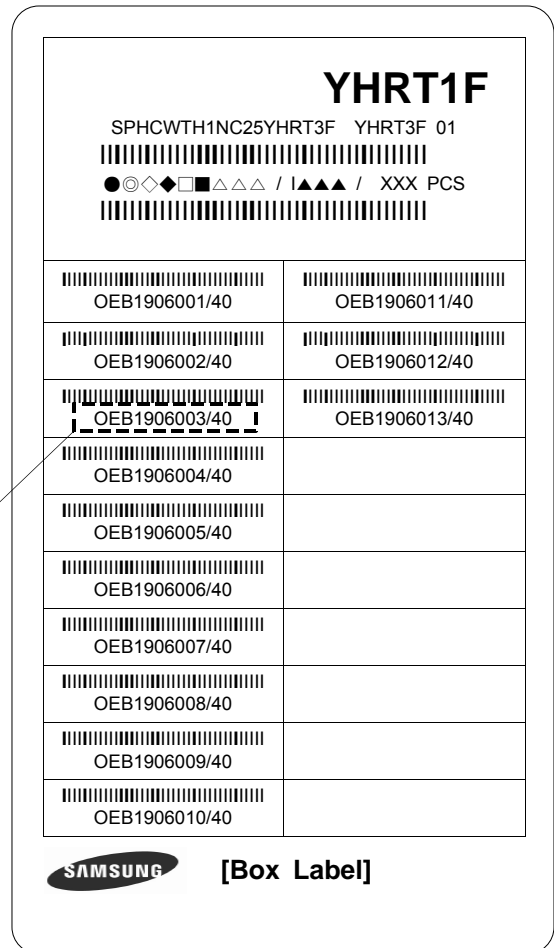 YHRT1F
SPHCWTH1NC25YHRT3F YHRT3F 01
●◎◇◆□■△△△ / I▲▲▲ / XXX PCS
OEB1906001/40
OEB1906011/40
OEB1906002/40
OEB1906012/40
OEB1906003/40
OEB1906013/40
OEB1906004/40
OEB1906005/40
OEB1906006/40
OEB1906007/40
OEB1906008/40
OEB1906009/40
OEB1906010/40
SAMSUNG [Box Label]